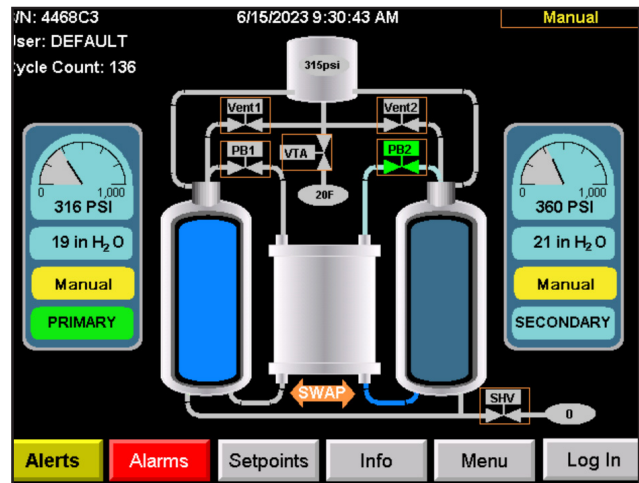 /N: 4468C3
6/15/2023 9:30:43 AM
Manual
Jser: DEFAULT
Cycle Count: 136
315psi
Vent1
Vent2
PB1
VTA
PB2
20F
0 1,000
316 PSI
19 in H₂O
Manual
PRIMARY
0 1,000
360 PSI
21 in H₂O
Manual
SECONDARY
SWAP
SHV
0
Alerts
Alarms
Setpoints
Info
Menu
Log In